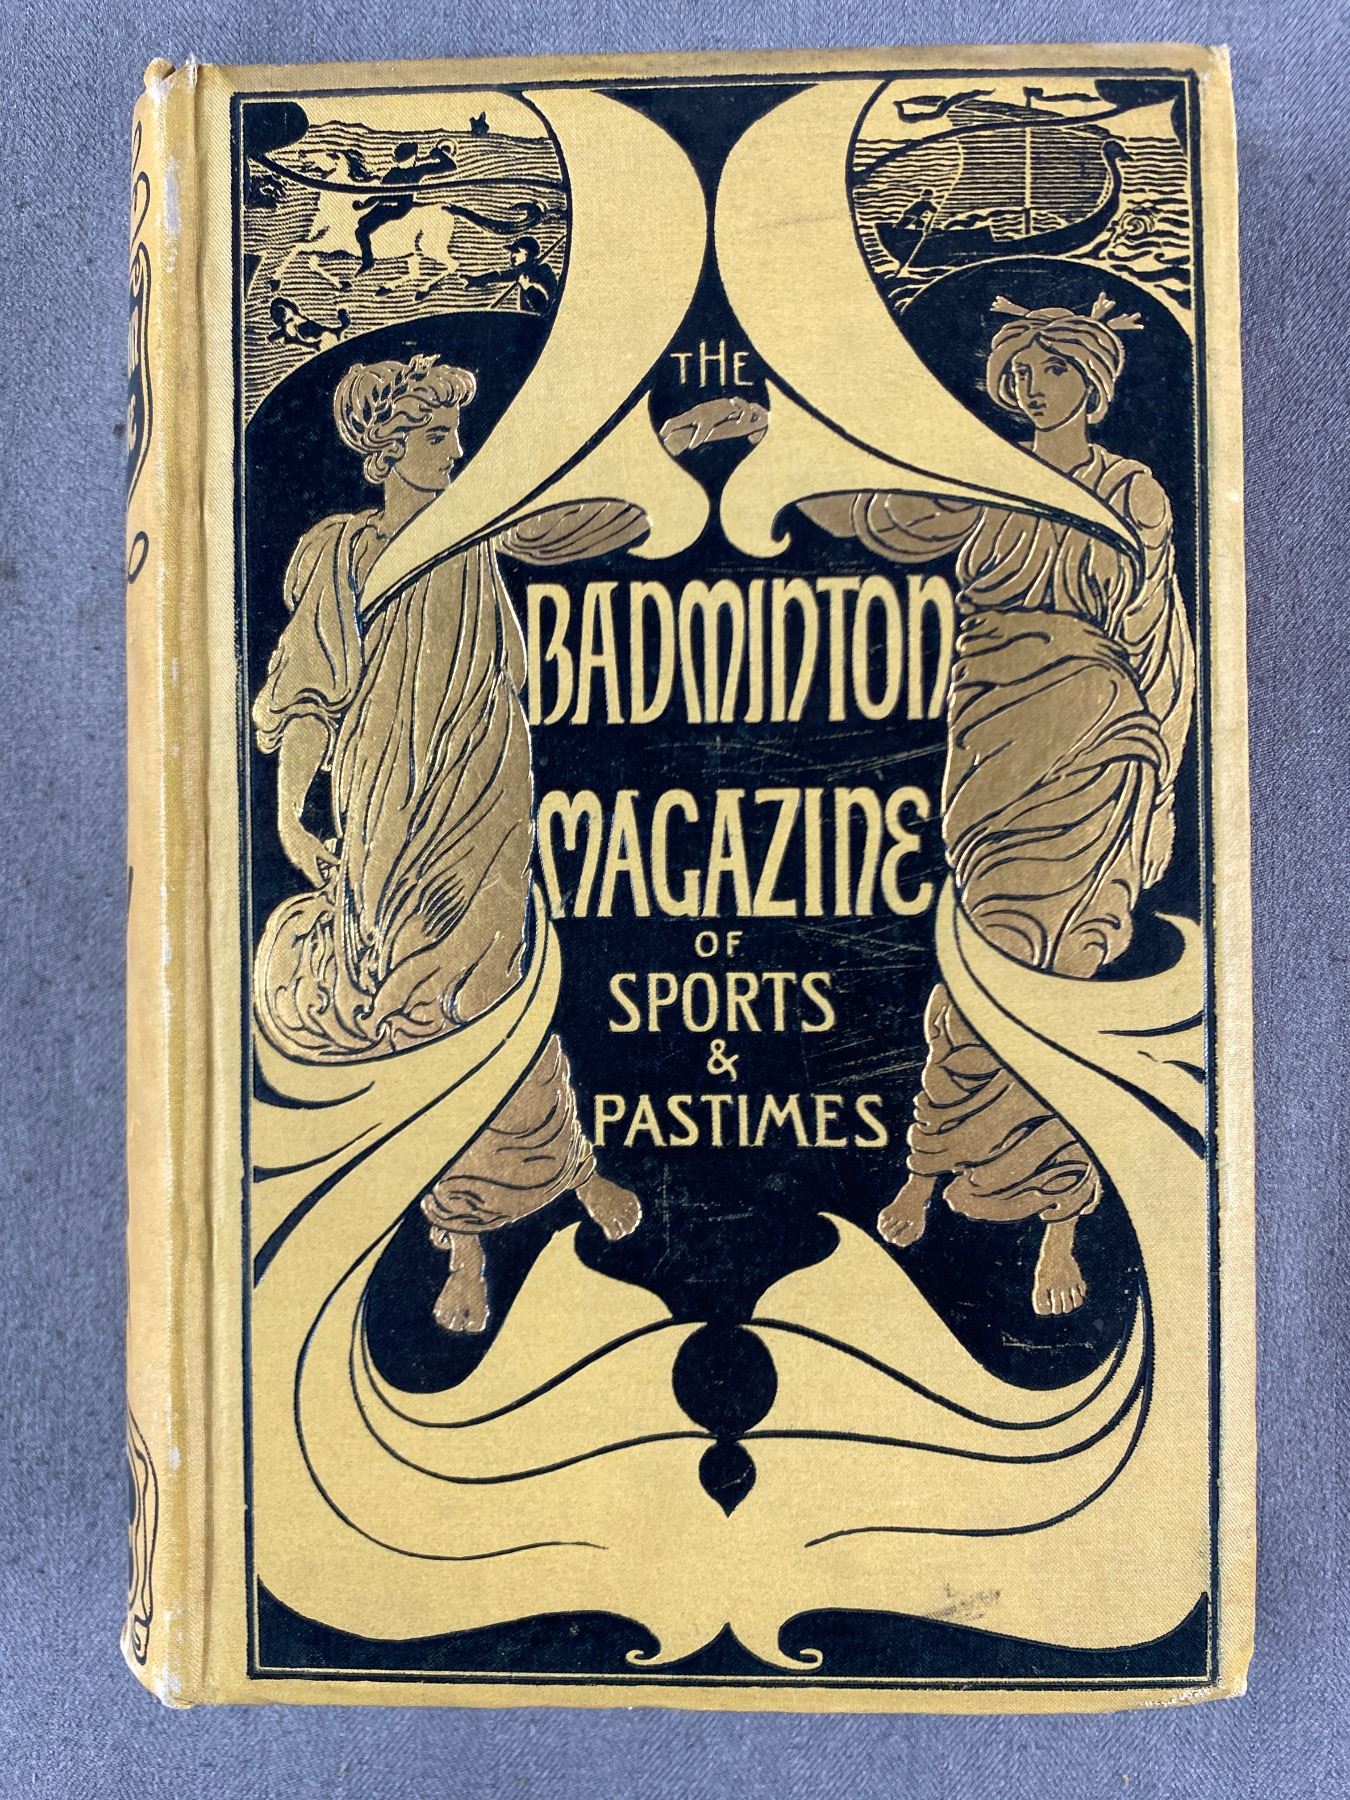 THE
BADMINTON
MAGAZINE
OF
SPORTS
&
PASTIMES